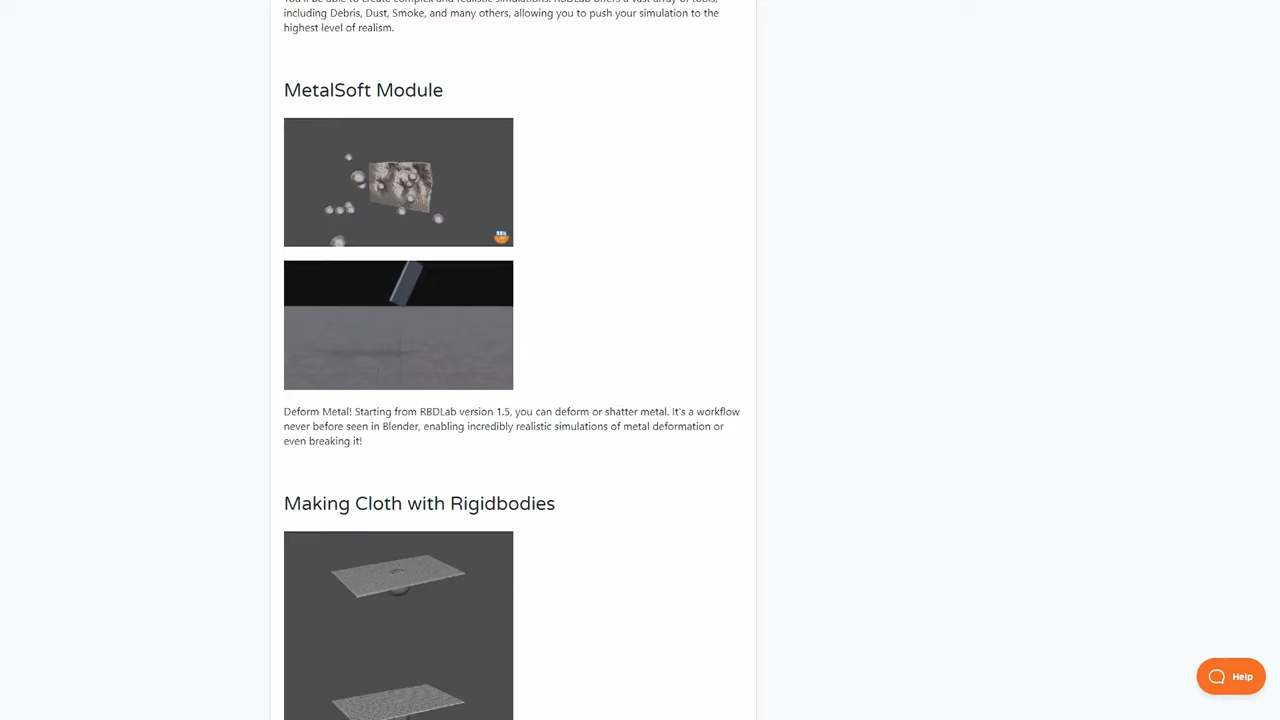 including Debris, Dust, Smoke, and many others, allowing you to push your simulation to the
highest level of realism.
MetalSoft Module
Deform Metal! Starting from RBDLab version 1.5, you can deform or shatter metal. It's a workflow
never before seen in Blender, enabling incredibly realistic simulations of metal deformation or
even breaking it!
Making Cloth with Rigidbodies
Help